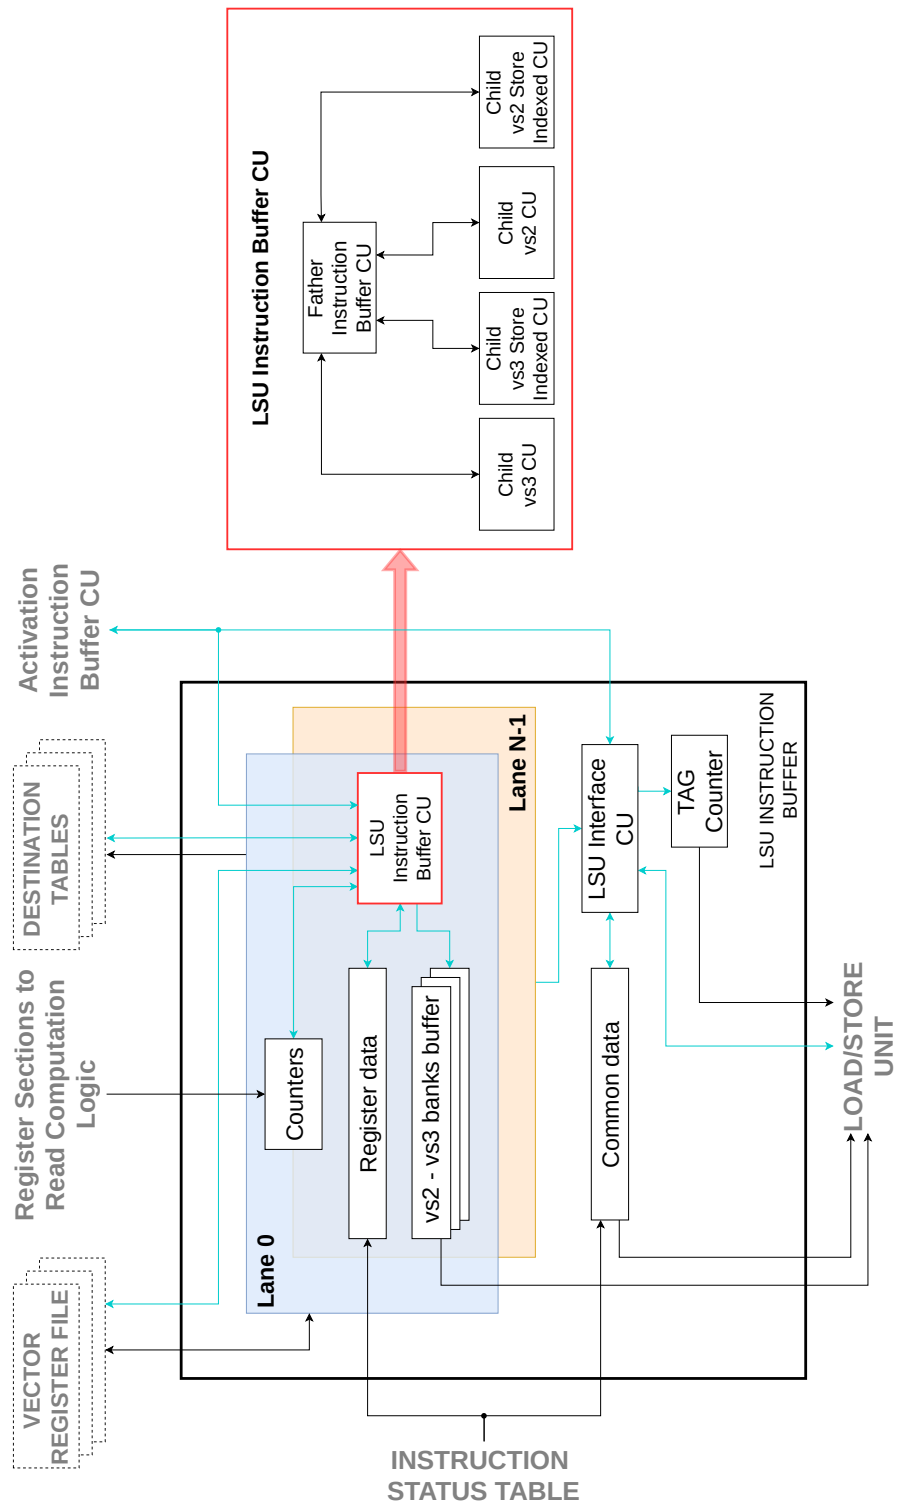 VECTOR
REGISTER FILE
Register Sections to
Read Computation
Logic
DESTINATION
TABLES
Activation
Instruction
Buffer CU
Lane 0
Counters
Register data
vs2 - vs3 banks buffer
LSU
Instruction
Buffer CU
Lane N-1
Common data
LSU Interface
CU
TAG
Counter
LSU INSTRUCTION
BUFFER
LOAD/STORE
UNIT
INSTRUCTION
STATUS TABLE
LSU Instruction Buffer CU
Father
Instruction
Buffer CU
Child
vs3 CU
Child
vs3 Store
Indexed CU
Child
vs2 CU
Child
vs2 Store
Indexed CU